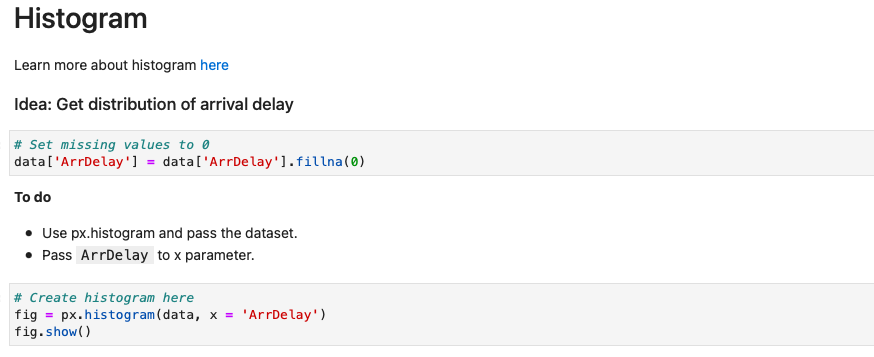 Histogram
Learn more about histogram here
Idea: Get distribution of arrival delay
# Set missing values to 0
data['ArrDelay'] = data['ArrDelay'].fillna(0)
To do
• Use px.histogram and pass the dataset.
• Pass ArrDelay to x parameter.
# Create histogram here
fig = px.histogram(data, x = 'ArrDelay')
fig.show()